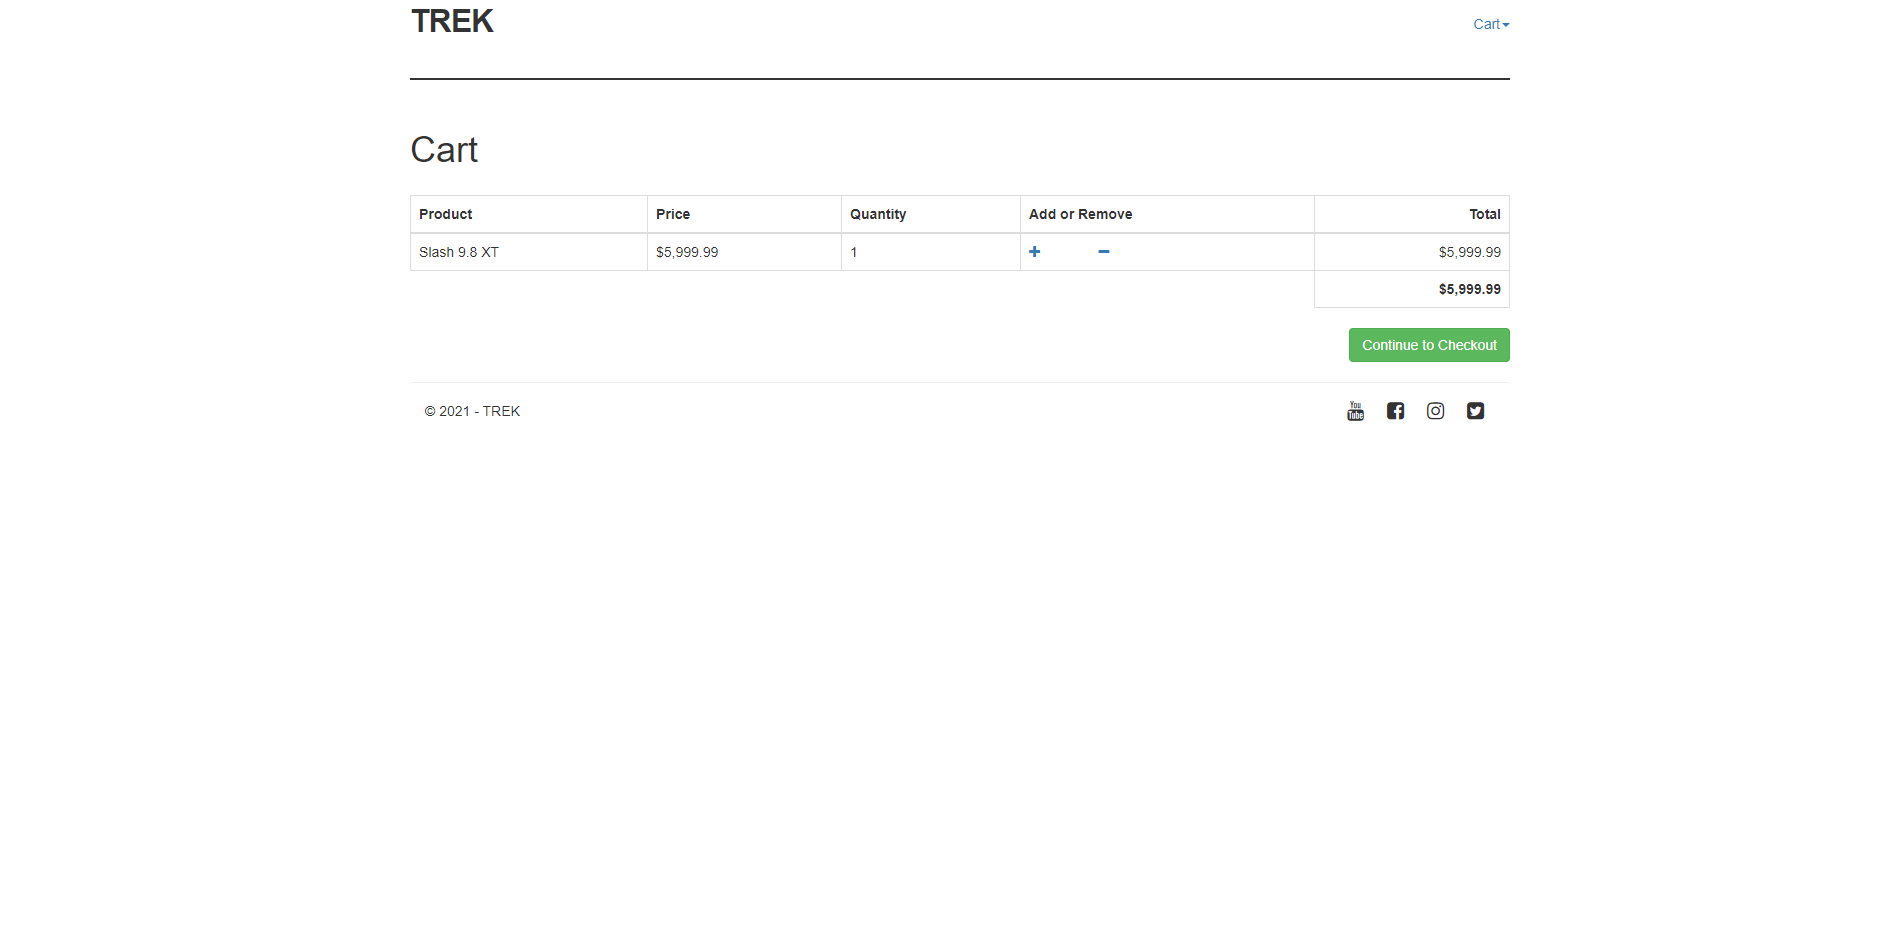 TREK
Cart
Cart
Product Price Quantity Add or Remove Total
Slash 9.8 XT $5,999.99 1 $5,999.99
$5,999.99
Continue to Checkout
© 2021 - TREK
You Tube